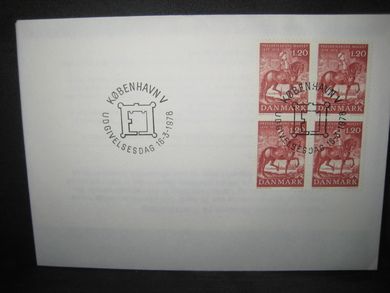 KØBENHAVN V
UDGIVELSESDAG 16-3-1978
1.20
1.20
DANMARK
DANMARK
KØBENHAVN V
UDGIVELSESDAG 16-3-1978
1.20
1.20
DANMARK
DANMARK